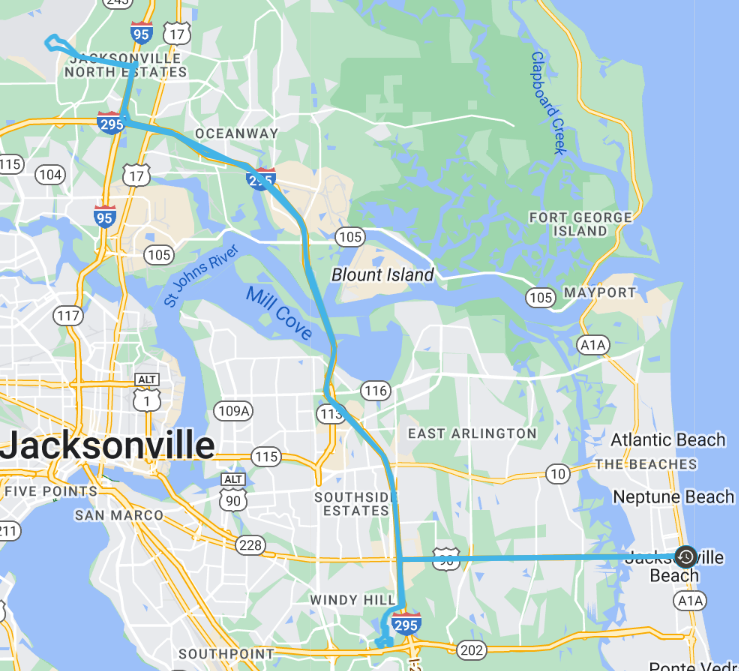 243
95
17
JACKSONVILLE
NORTH ESTATES
295
OCEANWAY
115
104
17
295
Clapboard Creek
95
FORT GEORGE
ISLAND
105
105
St Johns River
Blount Island
105
MAYPORT
Mill Cove
117
A1A
ALT
1
116
109A
113
Jacksonville
EAST ARLINGTON
Atlantic Beach
115
THE BEACHES
10
ALT
90
FIVE POINTS
SOUTHSIDE
ESTATES
Neptune Beach
SAN MARCO
211
228
90
Jacksonville
Beach
WINDY HILL
A1A
295
SOUTHPOINT
202
Ponte Vedr